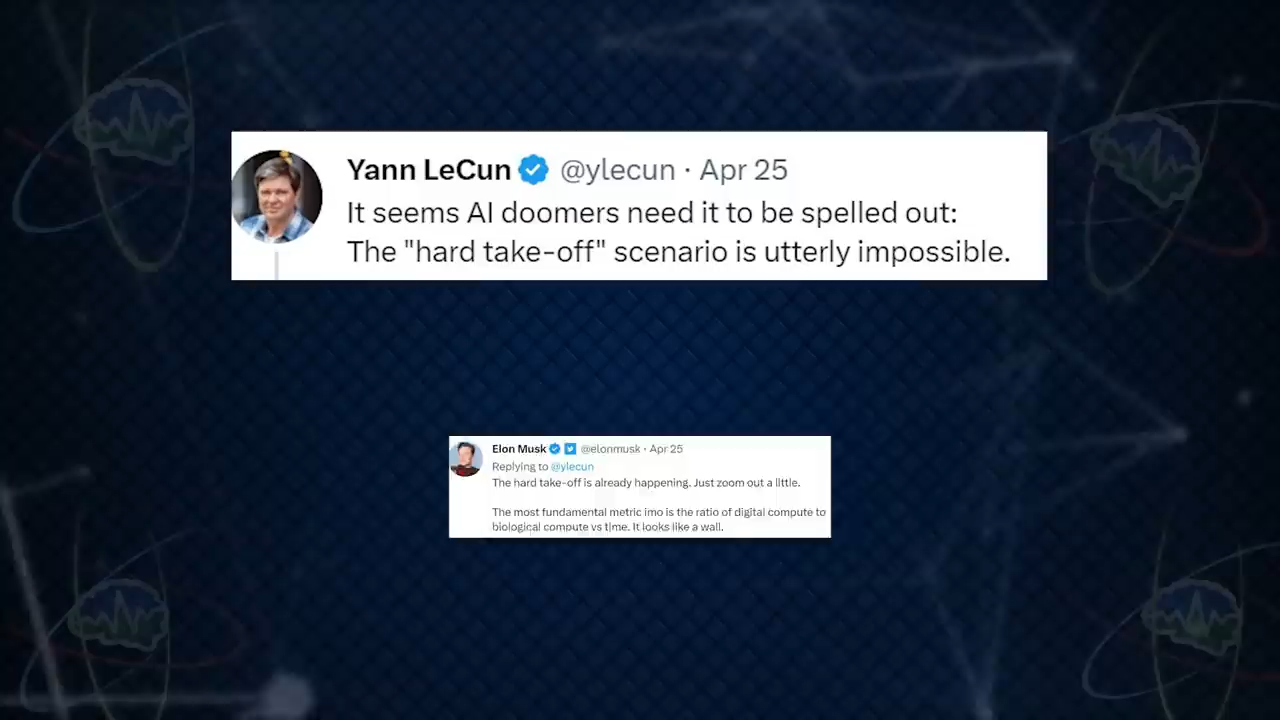 Yann LeCun @ylecun · Apr 25
It seems AI doomers need it to be spelled out:
The "hard take-off" scenario is utterly impossible.
Elon Musk @elonmusk · Apr 25
Replying to @ylecun
The hard take-off is already happening. Just zoom out a little.
The most fundamental metric imo is the ratio of digital compute to
biological compute vs time. It looks like a wall.